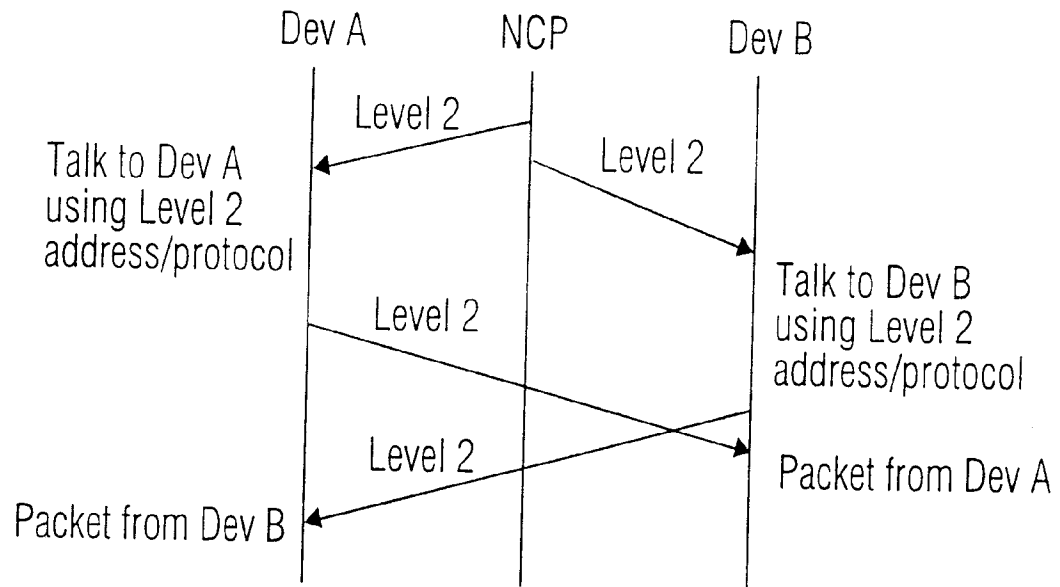 Dev A
NCP
Dev B
Level 2
Level 2
Talk to Dev A
using Level 2
address/protocol
Talk to Dev B
using Level 2
address/protocol
Level 2
Level 2
Packet from Dev A
Packet from Dev B